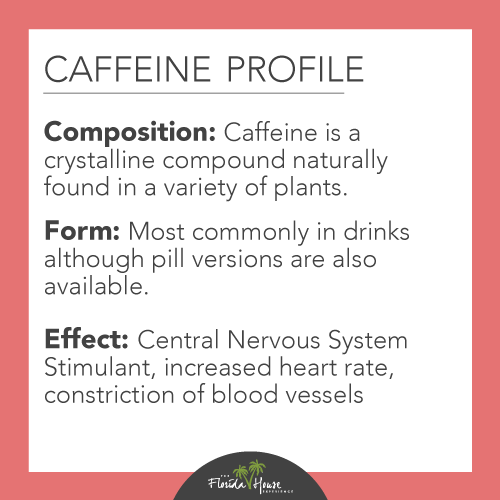 CAFFEINE PROFILE
Composition: Caffeine is a
crystalline compound naturally
found in a variety of plants.
Form: Most commonly in drinks
although pill versions are also
available.
Effect: Central Nervous System
Stimulant, increased heart rate,
constriction of blood vessels
THE
Florida House
EXPERIENCE